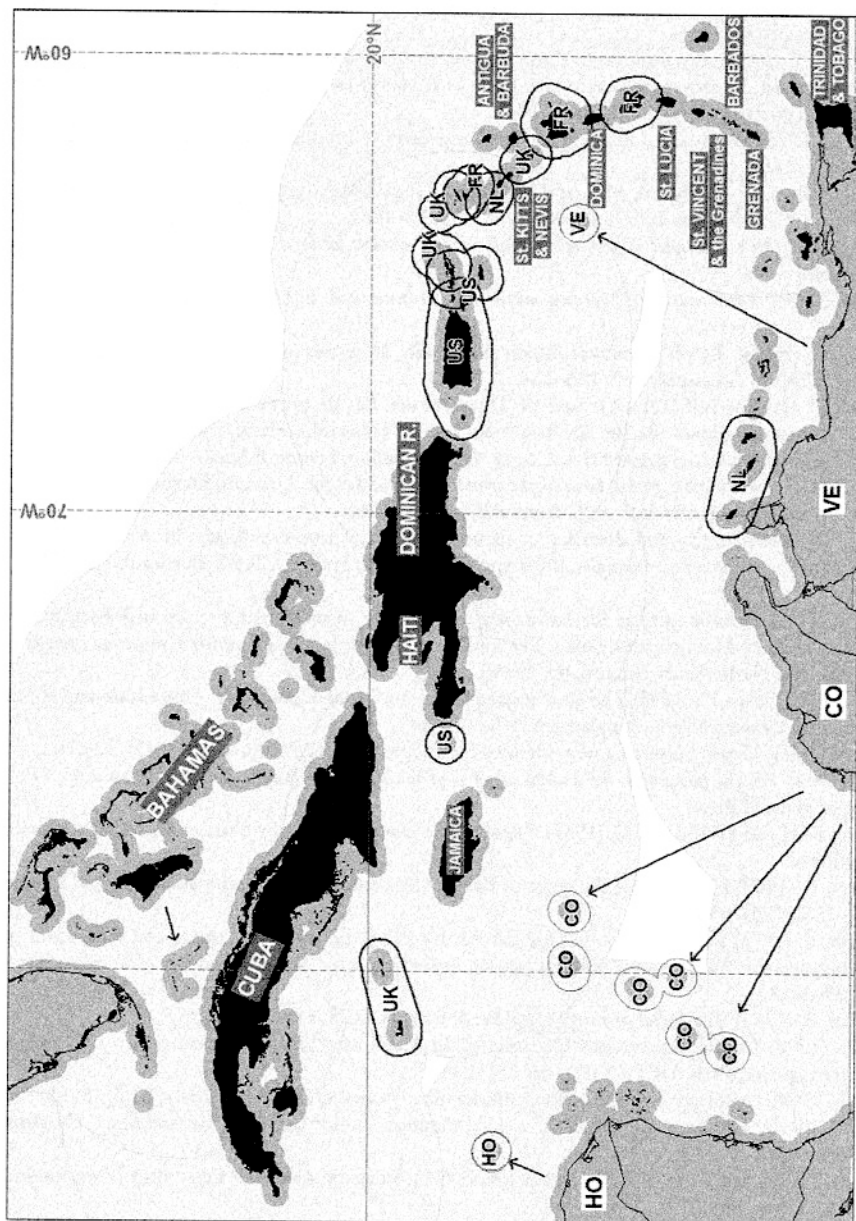 60°W
70°W
20°N
BAHAMAS
CUBA
HAITI
DOMINICAN R.
JAMAICA
US
US
US
UK
UK
UK
UK
FR
NL
ANTIGUA
& BARBUDA
St. KITTS
& NEVIS
FR
DOMINICA
FR
St. LUCIA
BARBADOS
St. VINCENT
& the Grenadines
GRENADA
TRINIDAD
& TOBAGO
VE
NL
VE
CO
CO
CO
CO
CO
CO
CO
HO
HO